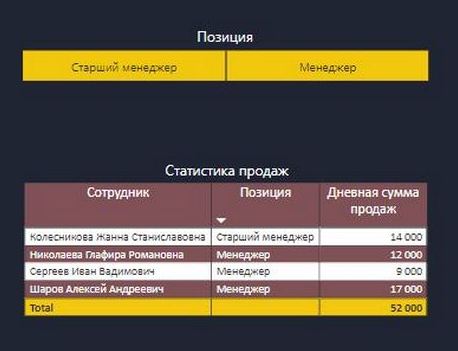 Позиция
Старший менеджер Менеджер
Статистика продаж
Сотрудник Позиция Дневная сумма
продаж
Колесникова Жанна Станиславовна Старший менеджер 14 000
Николаева Глафира Романовна Менеджер 12 000
Сергеев Иван Вадимович Менеджер 9 000
Шаров Алексей Андреевич Менеджер 17 000
Total 52 000